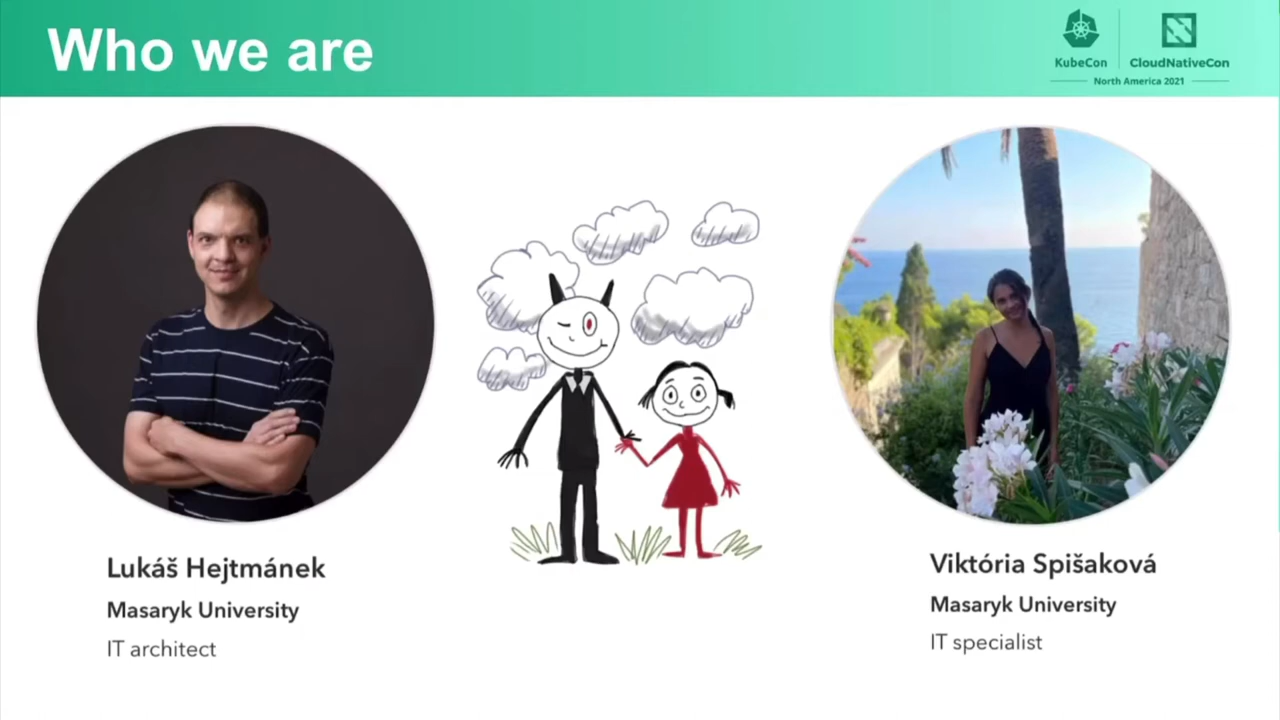 Who we are
KubeCon
CloudNativeCon
North America 2021
Lukáš Hejtmánek
Masaryk University
IT architect
Viktória Spišaková
Masaryk University
IT specialist